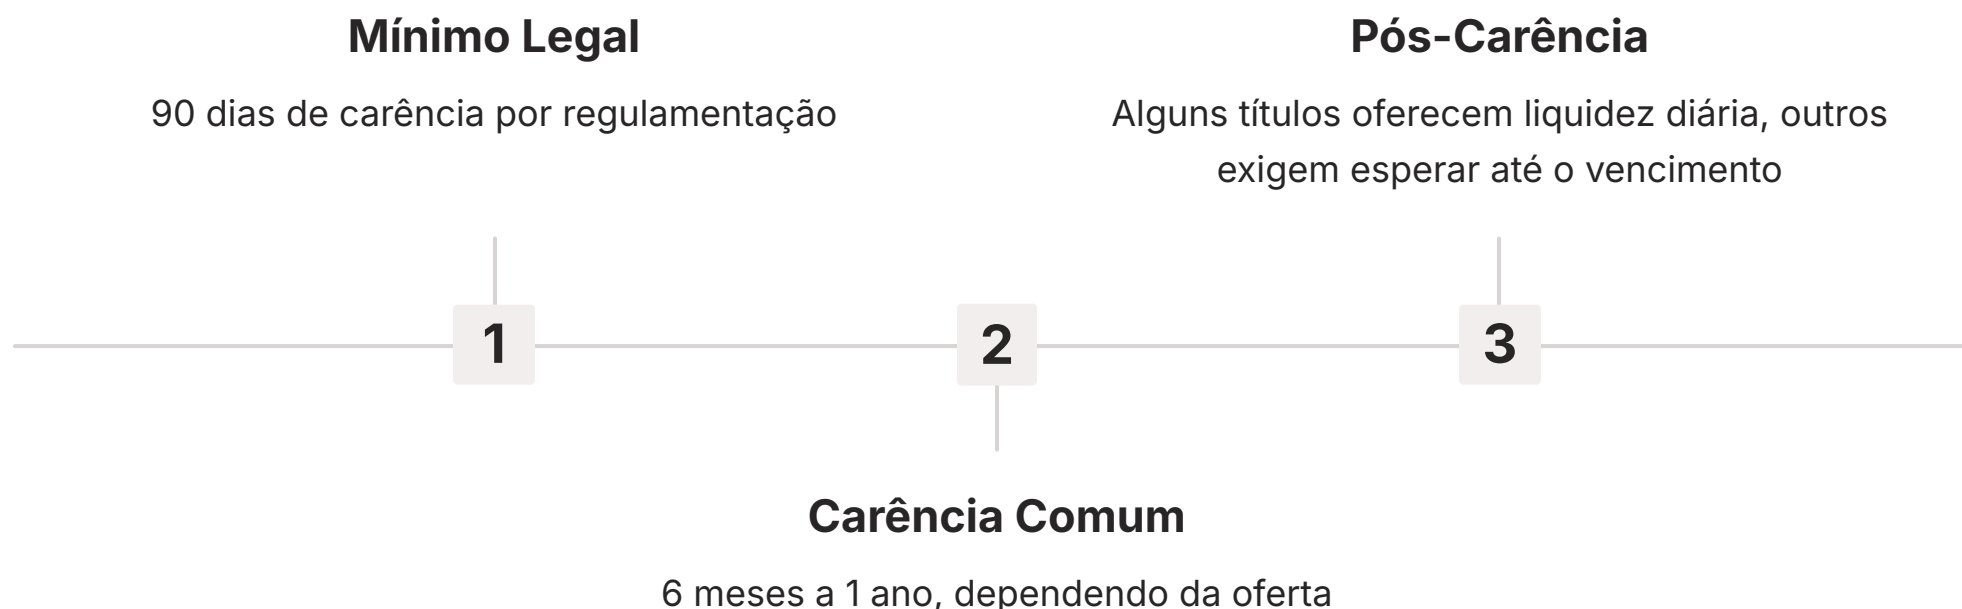 Mínimo Legal
90 dias de carência por regulamentação
1
2
Carência Comum
6 meses a 1 ano, dependendo da oferta
Pós-Carência
Alguns títulos oferecem liquidez diária, outros
exigem esperar até o vencimento
3